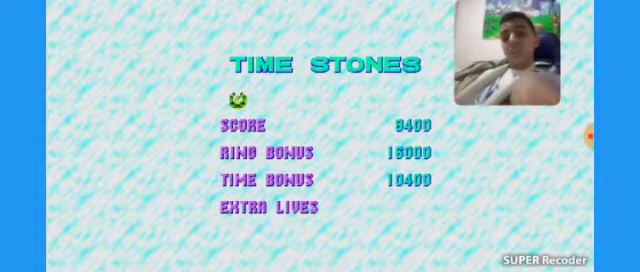 TIME STONES
SCORE 9400
RING BONUS 16000
TIME BONUS 10400
EXTRA LIVES
SUPER Recoder